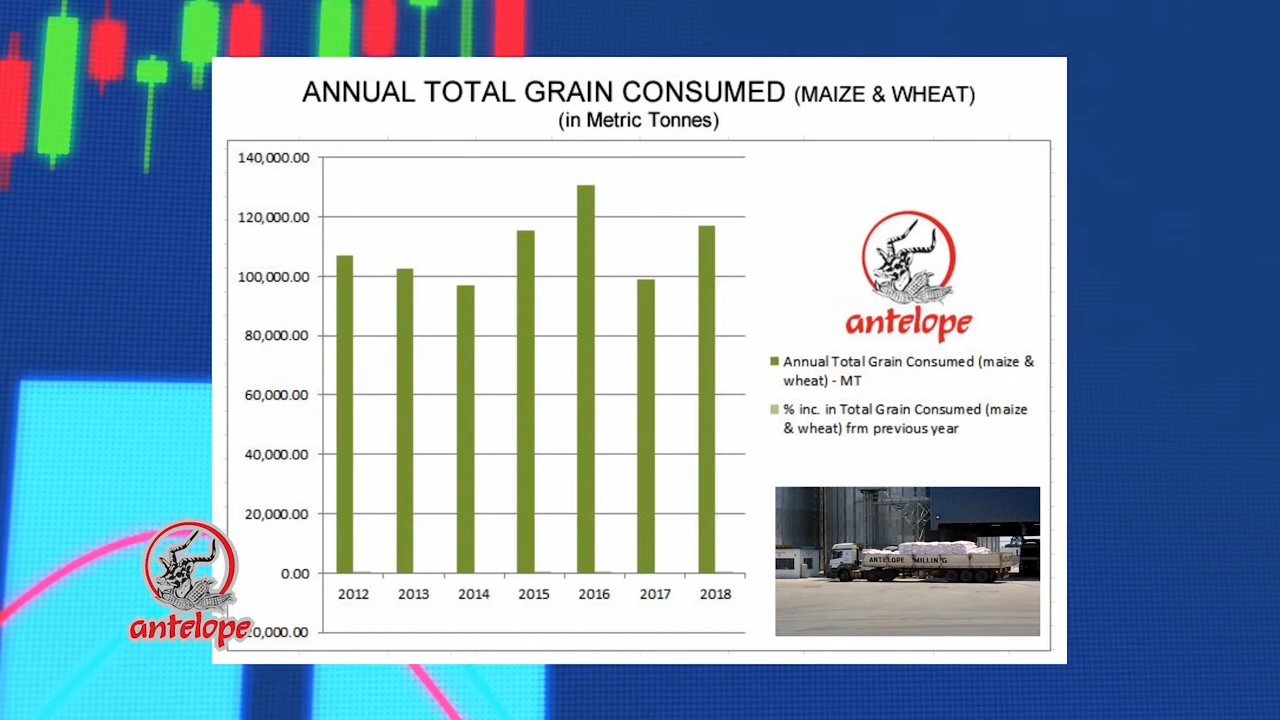 ANNUAL TOTAL GRAIN CONSUMED (MAIZE & WHEAT)
(in Metric Tonnes)
140,000.00
120,000.00
100,000.00
80,000.00
60,000.00
40,000.00
20,000.00
0.00
2012 2013 2014 2015 2016 2017 2018
0,000.00
antelope
Annual Total Grain Consumed (maize &
wheat) - MT
% inc. in Total Grain Consumed (maize
& wheat) frm previous year
ANTELOPE MILLING
antelope